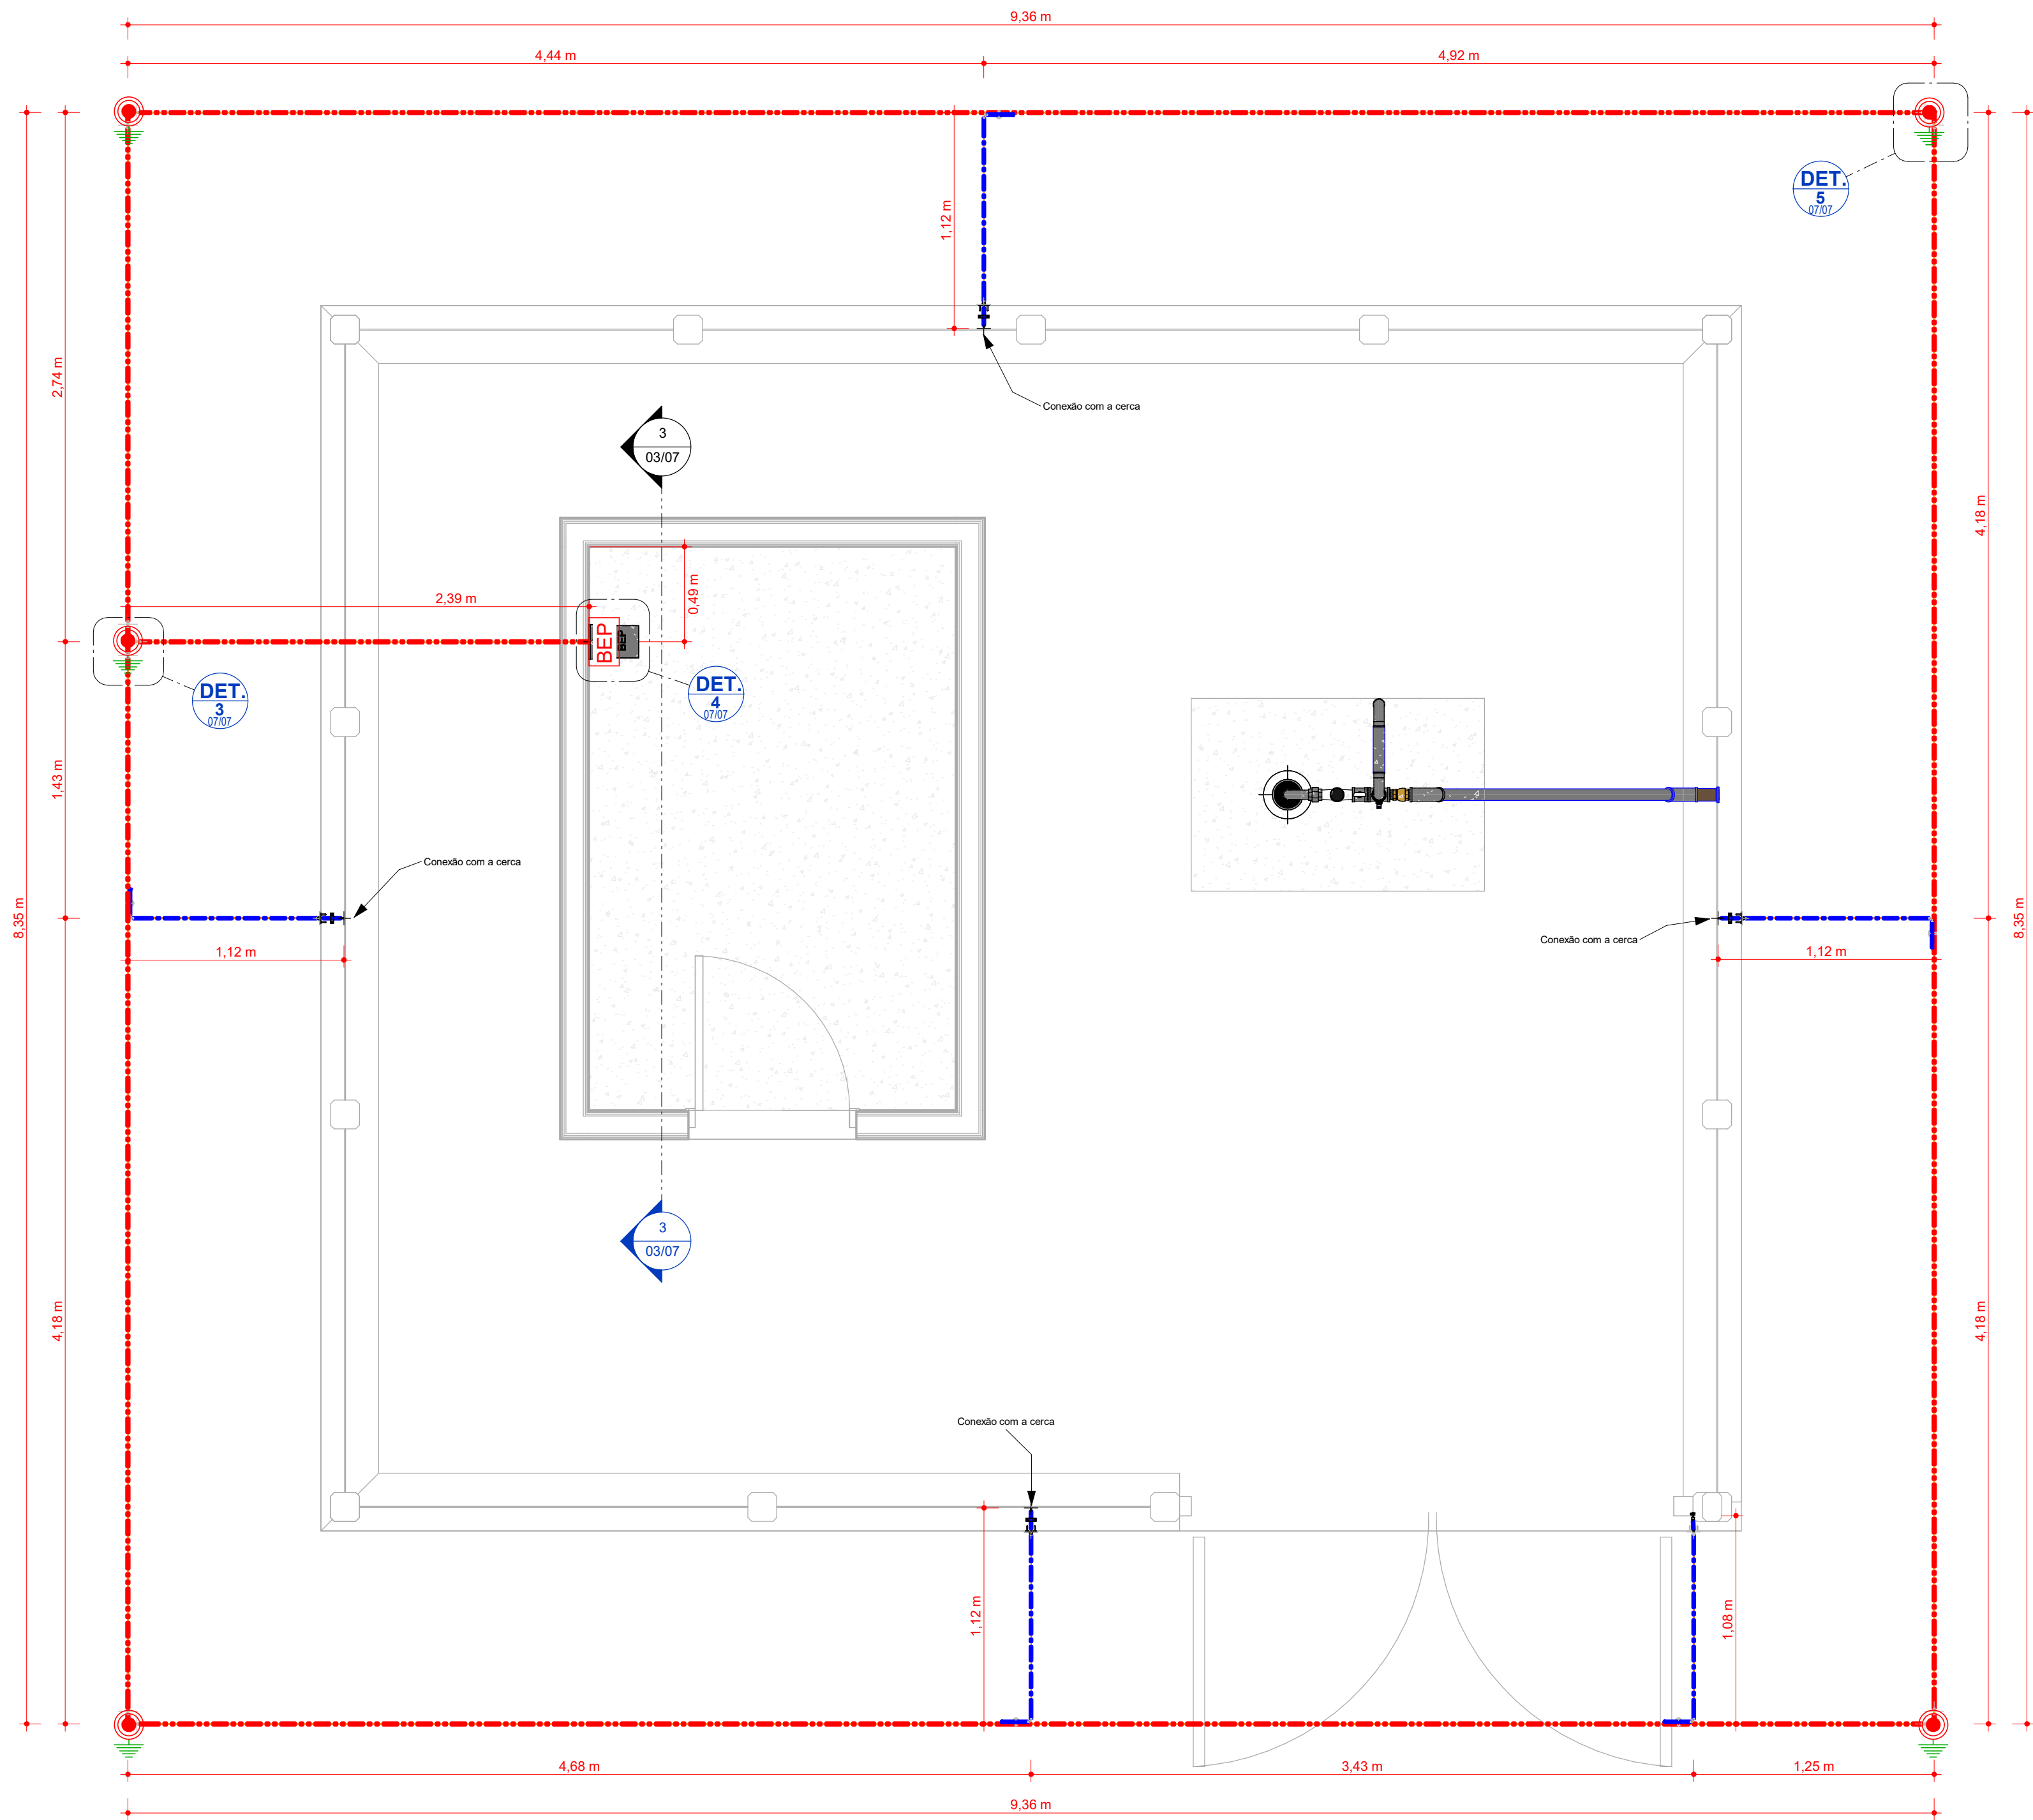 9,36 m
4,44 m
4,92 m
DET.
5
07/07
1,12 m
2,74 m
Conexão com a cerca
3
03/07
4,18 m
0,49 m
2,39 m
BEP
BEP
DET.
3
07/07
DET.
4
07/07
1,43 m
Conexão com a cerca
8,35 m
8,35 m
Conexão com a cerca
1,12 m
1,12 m
3
03/07
4,18 m
4,18 m
Conexão com a cerca
1,12 m
1,08 m
4,68 m
3,43 m
1,25 m
9,36 m